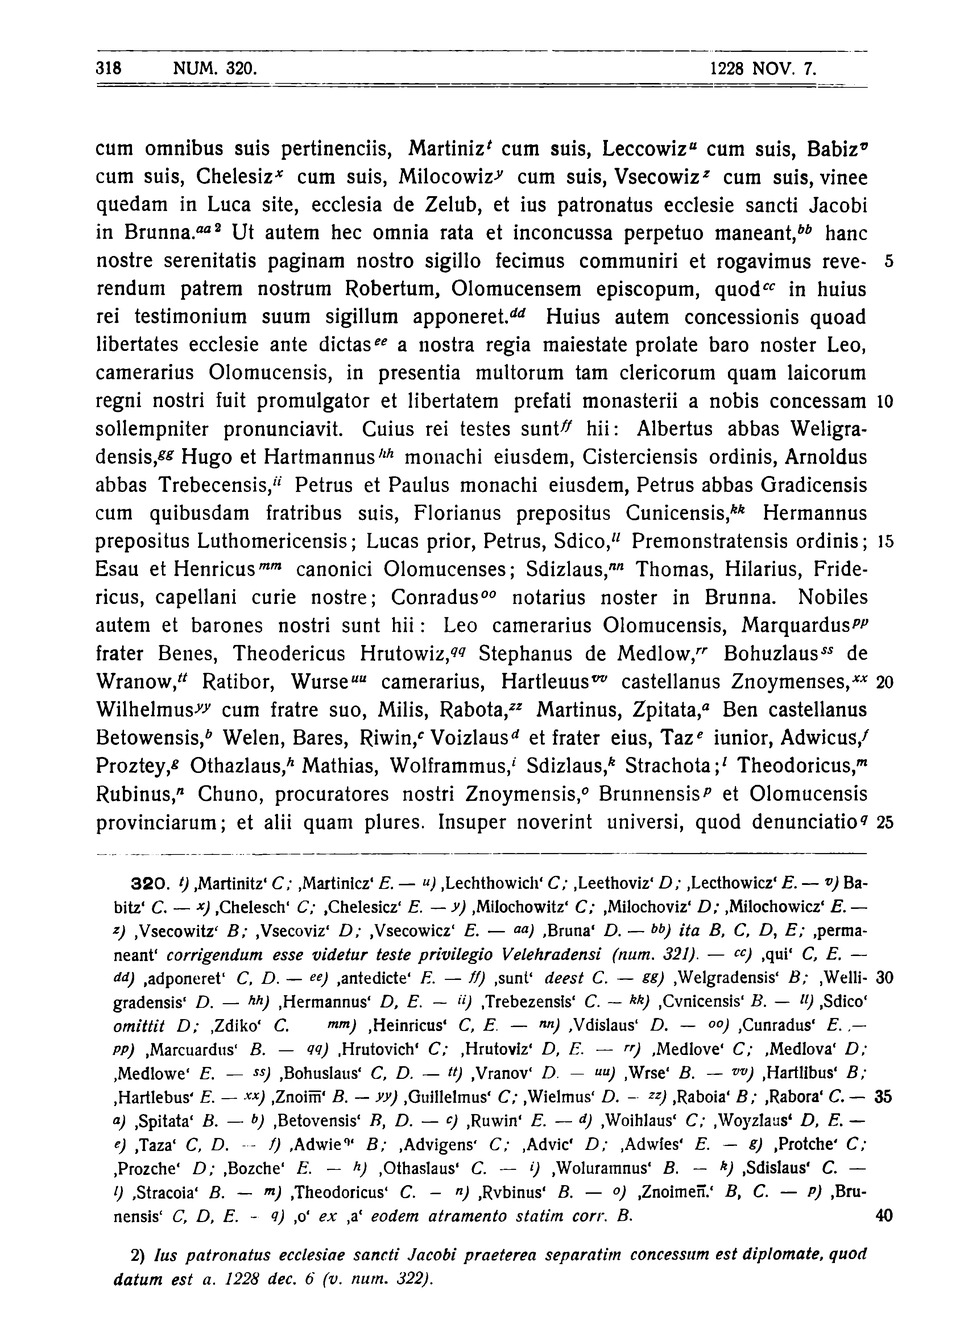 318 NUM. 320. 1228 NOV. 7.
cum omnibus suis pertinenciis, Martiniz t cum suis, Leccowiz u cum suis, Babiz v
cum suis, Chelesiz x cum suis, Milocowiz y cum suis, Vsecowiz z cum suis, vinee
quedam in Luca site, ecclesia de Zelub, et ius patronatus ecclesie sancti Jacobi
in Brunna. aa 2 Ut autem hec omnia rata et inconcussa perpetuo maneant, bb hanc
nostre serenitatis paginam nostro sigillo fecimus communiri et rogavimus reve- 5
rendum patrem nostrum Robertum, Olomucensem episcopum, quod cc in huius
rei testimonium suum sigillum apponeret. dd Huius autem concessionis quoad
libertates ecclesie ante dictas ee a nostra regia maiestate prolate baro noster Leo,
camerarius Olomucensis, in presentia multorum tam clericorum quam laicorum
regni nostri fuit promulgator et libertatem prefati monasterii a nobis concessam 10
sollempniter pronunciavit. Cuius rei testes sunt ff hii: Albertus abbas Weligra-
densis, gg Hugo et Hartmannus hh monachi eiusdem, Cisterciensis ordinis, Arnoldus
abbas Trebecensis, ii Petrus et Paulus monachi eiusdem, Petrus abbas Gradicensis
cum quibusdam fratribus suis, Florianus prepositus Cunicensis, kk Hermannus
prepositus Luthomericensis; Lucas prior, Petrus, Sdico, ll Premonstratensis ordinis; 15
Esau et Henricus mm canonici Olomucenses; Sdizlaus, nn Thomas, Hilarius, Fride-
ricus, capellani curie nostre; Conradus oo notarius noster in Brunna. Nobiles
autem et barones nostri sunt hii: Leo camerarius Olomucensis, Marquardus pp
frater Benes, Theodericus Hrutowiz, qq Stephanus de Medlow, rr Bohuzlaus ss de
Wranow, tt Ratibor, Wurse uu camerarius, Hartleuus vv castellanus Znoymenses, xx 20
Wilhelmus yy cum fratre suo, Milis, Rabota, zz Martinus, Zpitata, a Ben castellanus
Betowensis, b Welen, Bares, Riwin, c Voizlaus d et frater eius, Taz e iunior, Adwicus, f
Proztey, g Othazlaus, h Mathias, Wolframmus, i Sdizlaus, k Strachota; l Theodoricus, m
Rubinus, n Chuno, procuratores nostri Znoymensis, o Brunnensis p et Olomucensis
provinciarum; et alii quam plures. Insuper noverint universi, quod denunciatio q 25
320. t) ‚Martinitz‘ C; ‚Martinicz‘ E. — u) ‚Lechthowich‘ C; ‚Leethoviz‘ D; ‚Lecthowicz‘ E. — v) Ba-
bitz‘ C. — x) ‚Chelesch‘ C; ‚Chelesicz‘ E. — y) ‚Milochowitz‘ C; ‚Milochoviz‘ D; ‚Milochowicz‘ E. —
z) ‚Vsecowitz‘ B; ‚Vsecoviz‘ D; ‚Vsecowicz‘ E. — aa) ‚Bruna‘ D. — bb) ita B, C, D, E; ‚perma-
neant‘ corrigendum esse videtur teste privilegio Velehradensi (num. 321). — cc) ‚qui‘ C, E. —
dd) ‚adponeret‘ C, D. — ee) ‚antedicte‘ E. — ff) ‚sunt‘ deest C. — gg) ‚Welgradensis‘ B; ‚Welli- 30
gradensis‘ D. — hh) ‚Hermannus‘ D, E. — ii) ‚Trebezensis‘ C. — kk) ‚Cvnicensis‘ B. — ll) ‚Sdico‘
omittit D; ‚Zdiko‘ C. mm) ‚Heinricus‘ C, E. — nn) ‚Vdislaus‘ D. — oo) ‚Cunradus‘ E. —
pp) ‚Marcuardus‘ B. — qq) ‚Hrutovich‘ C; ‚Hrutoviz‘ D, E. — rr) ‚Medlove‘ C; ‚Medlova‘ D;
‚Medlowe‘ E. — ss) ‚Bohuslaus‘ C, D. — tt) ‚Vranov‘ D. — uu) ‚Wrse‘ B. — vv) ‚Hartlibus‘ B;
‚Hartlebus‘ E. — xx) ‚Znoim̅‘ B. — yy) ‚Guillelmus‘ C; ‚Wielmus‘ D. — zz) ‚Raboia‘ B; ‚Rabora‘ C. — 35
a) ‚Spitata‘ B. — b) ‚Betovensis‘ B, D. — c) ‚Ruwin‘ E. — d) ‚Woihlaus‘ C; ‚Woyzlaus‘ D, E. —
e) ‚Taza‘ C, D. — f) ‚Adwie‘ B; ‚Advigens‘ C; ‚Advic‘ D; ‚Adwies‘ E. — g) ‚Protche‘ C;
‚Prozche‘ D; ‚Bozche‘ E. — h) ‚Othaslaus‘ C. — i) ‚Woluramnus‘ B. — k) ‚Sdislaus‘ C. —
l) ‚Stracoia‘ B. — m) ‚Theodoricus‘ C. — n) ‚Rvbinus‘ B. — o) ‚Znoimen̅.‘ B, C. — p) ‚Bru-
nensis‘ C, D, E. — q) ‚o‘ ex ‚a‘ eodem atramento statim corr. B. 40
2) Ius patronatus ecclesiae sancti Jacobi praeterea separatim concessum est diplomate, quod
datum est a. 1228 dec. 6 (v. num. 322).